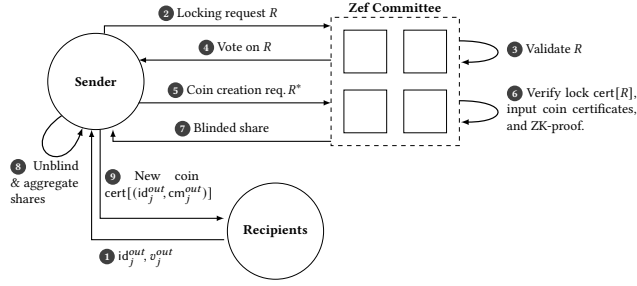 Zef Committee
2 Locking request R
4 Vote on R
3 Validate R
Sender
5 Coin creation req. R*
6 Verify lock cert[R],
input coin certificates,
and ZK-proof.
7 Blinded share
8 Unblind
& aggregate
shares
9 New coin
cert[(id_j^{out}, cm_j^{out})]
Recipients
1 id_j^{out}, v_j^{out}